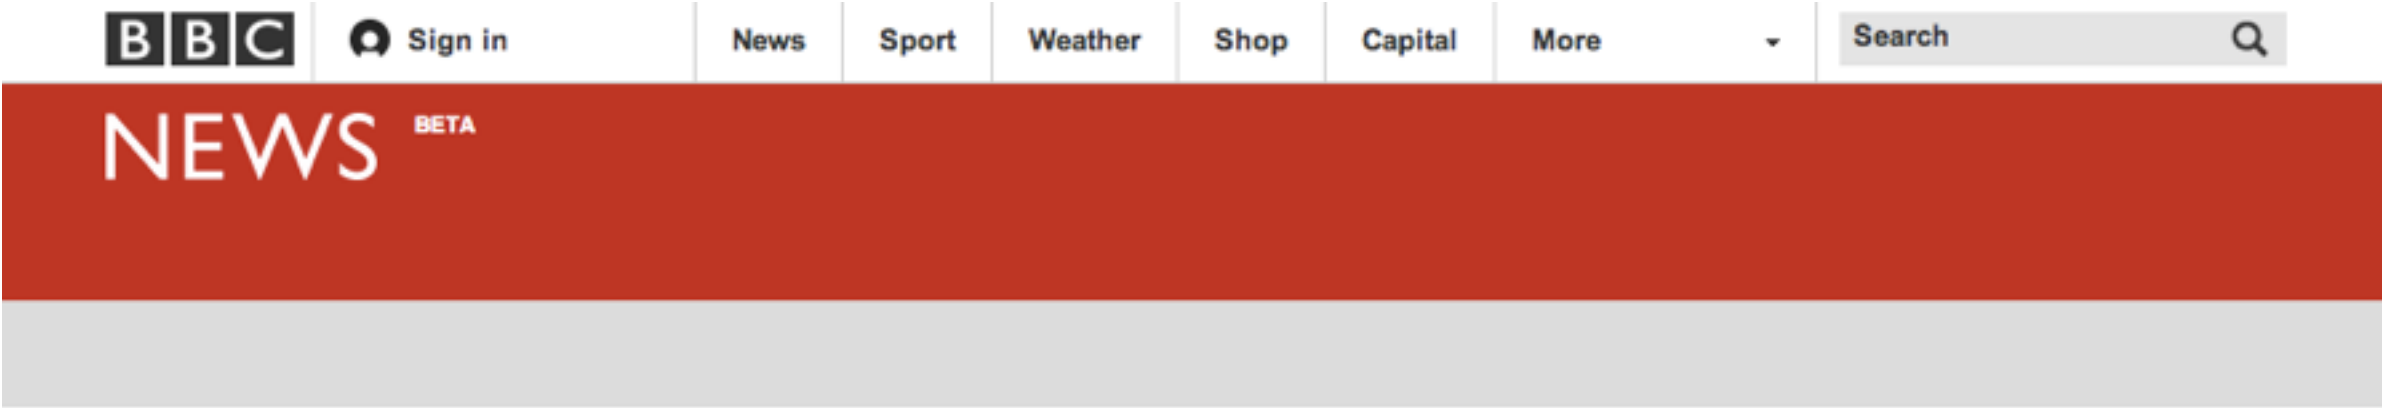 BBC Sign in News Sport Weather Shop Capital More Search
NEWS BETA